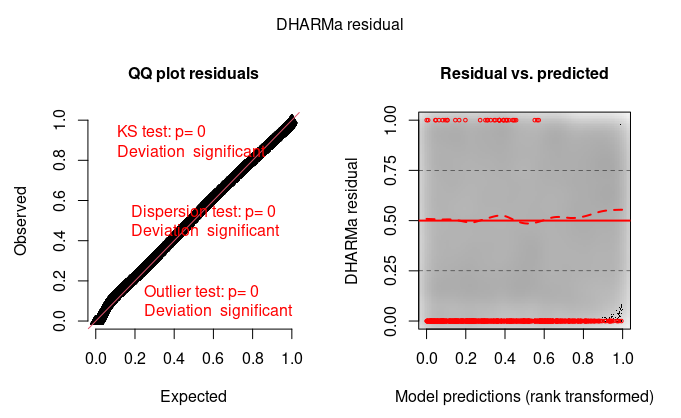 DHARMa residual
QQ plot residuals
KS test: p= 0
Deviation significant
Dispersion test: p= 0
Deviation significant
Outlier test: p= 0
Deviation significant
Observed
0.0 0.2 0.4 0.6 0.8 1.0
0.0 0.2 0.4 0.6 0.8 1.0
Expected
Residual vs. predicted
DHARMa residual
0.00 0.25 0.50 0.75 1.00
0.0 0.2 0.4 0.6 0.8 1.0
Model predictions (rank transformed)